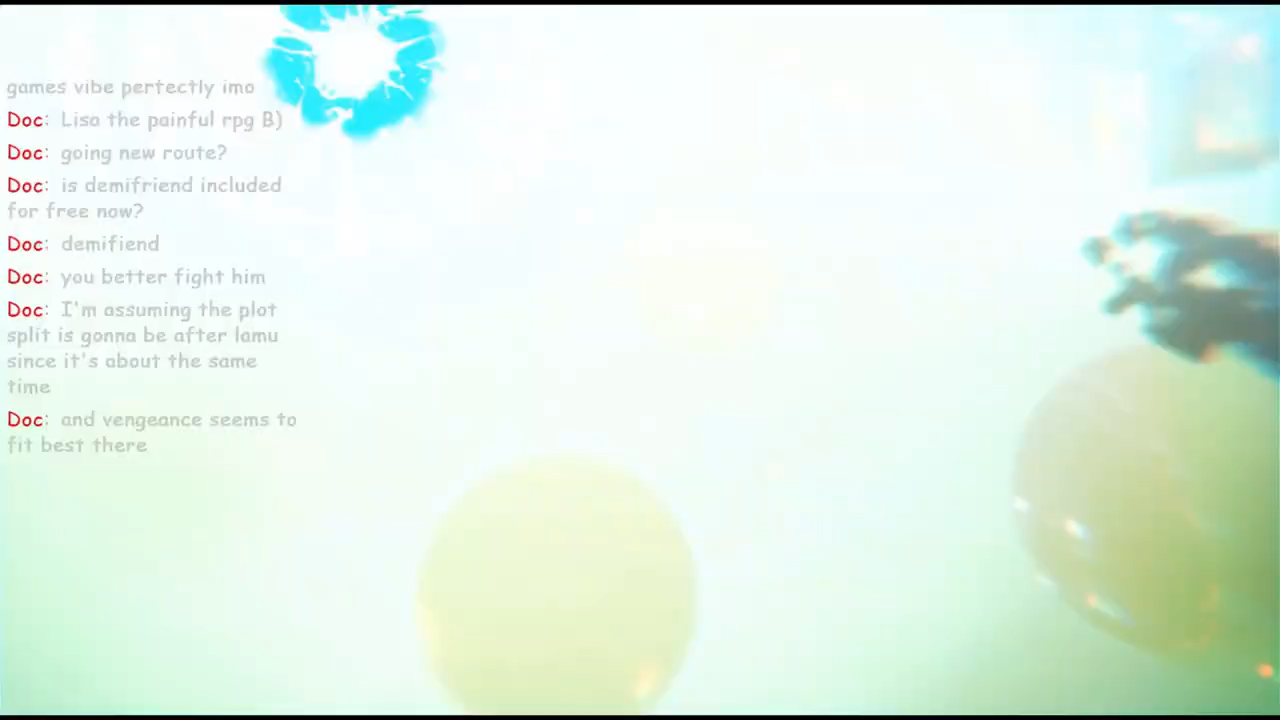 games vibe perfectly imo
Doc: Lisa the painful rpg B)
Doc: going new route?
Doc: is demifriend included
for free now?
Doc: demifiend
Doc: you better fight him
Doc: I'm assuming the plot
split is gonna be after lamu
since it's about the same
time
Doc: and vengeance seems to
fit best there